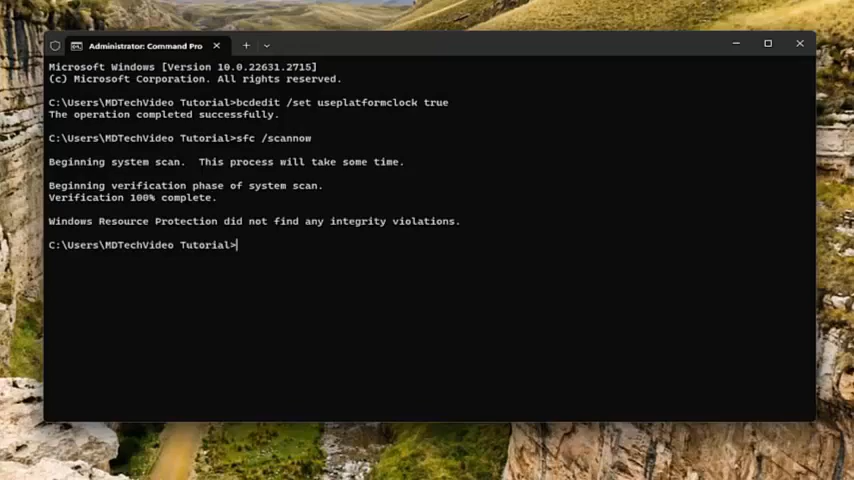 Administrator: Command Pro
Microsoft Windows [Version 10.0.22631.2715]
(c) Microsoft Corporation. All rights reserved.
C:\Users\MDTechVideo Tutorial>bcdedit /set useplatformclock true
The operation completed successfully.
C:\Users\MDTechVideo Tutorial>sfc /scannow
Beginning system scan.  This process will take some time.
Beginning verification phase of system scan.
Verification 100% complete.
Windows Resource Protection did not find any integrity violations.
C:\Users\MDTechVideo Tutorial>